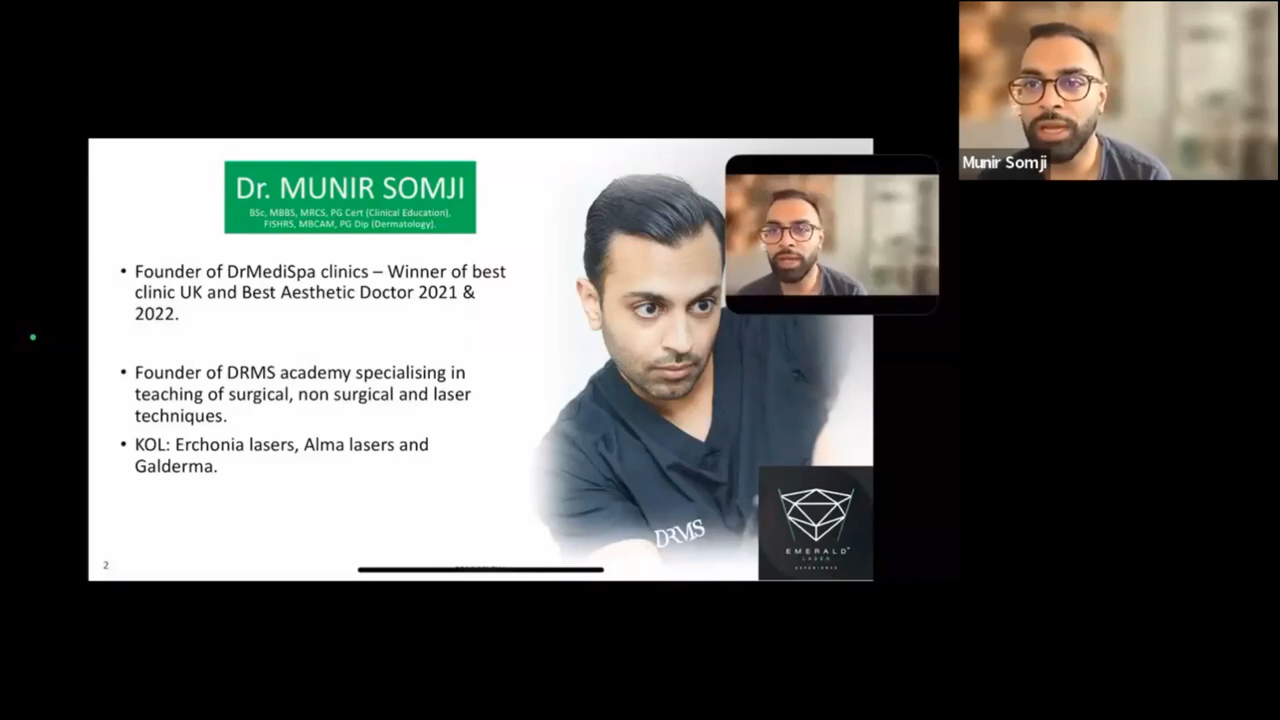 Dr. MUNIR SOMJI
BSc, MBBS, MRCS, PG Cert (Clinical Education),
FISHRS, MBCAM, PG Dip (Dermatology).
• Founder of DrMediSpa clinics – Winner of best
clinic UK and Best Aesthetic Doctor 2021 &
2022.
• Founder of DRMS academy specialising in
teaching of surgical, non surgical and laser
techniques.
• KOL: Erchonia lasers, Alma lasers and
Galderma.
DRMS
EMERALD™
LASER
EXPERIENCE
2
Munir Somji